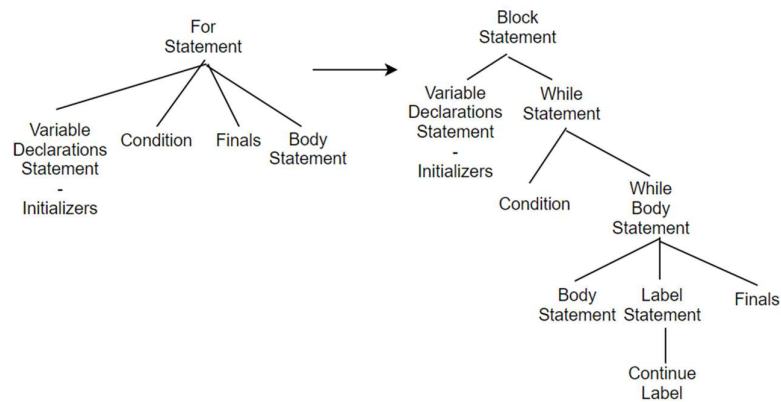 For
Statement
Variable
Declarations
Statement
-
Initializers
Condition
Finals
Body
Statement
Block
Statement
Variable
Declarations
Statement
-
Initializers
While
Statement
Condition
While
Body
Statement
Body
Statement
Label
Statement
Finals
Continue
Label